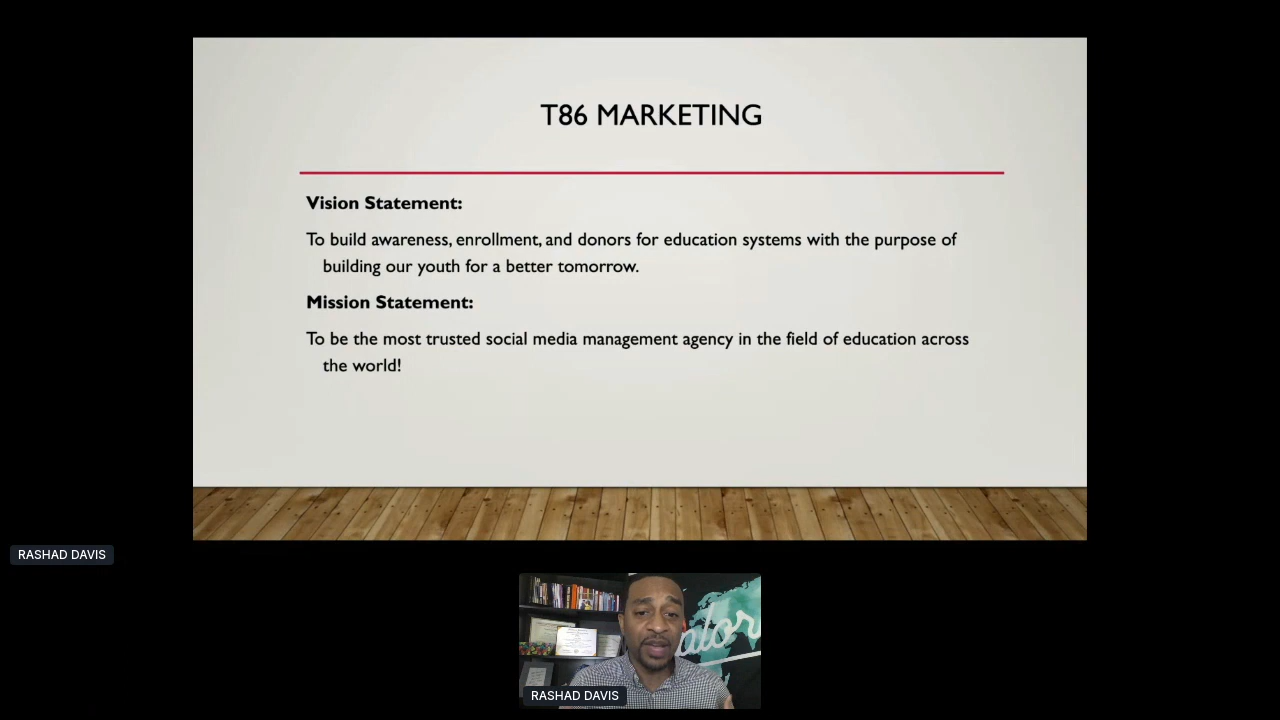 T86 MARKETING
Vision Statement:
To build awareness, enrollment, and donors for education systems with the purpose of
building our youth for a better tomorrow.
Mission Statement:
To be the most trusted social media management agency in the field of education across
the world!
RASHAD DAVIS
alor
RASHAD DAVIS